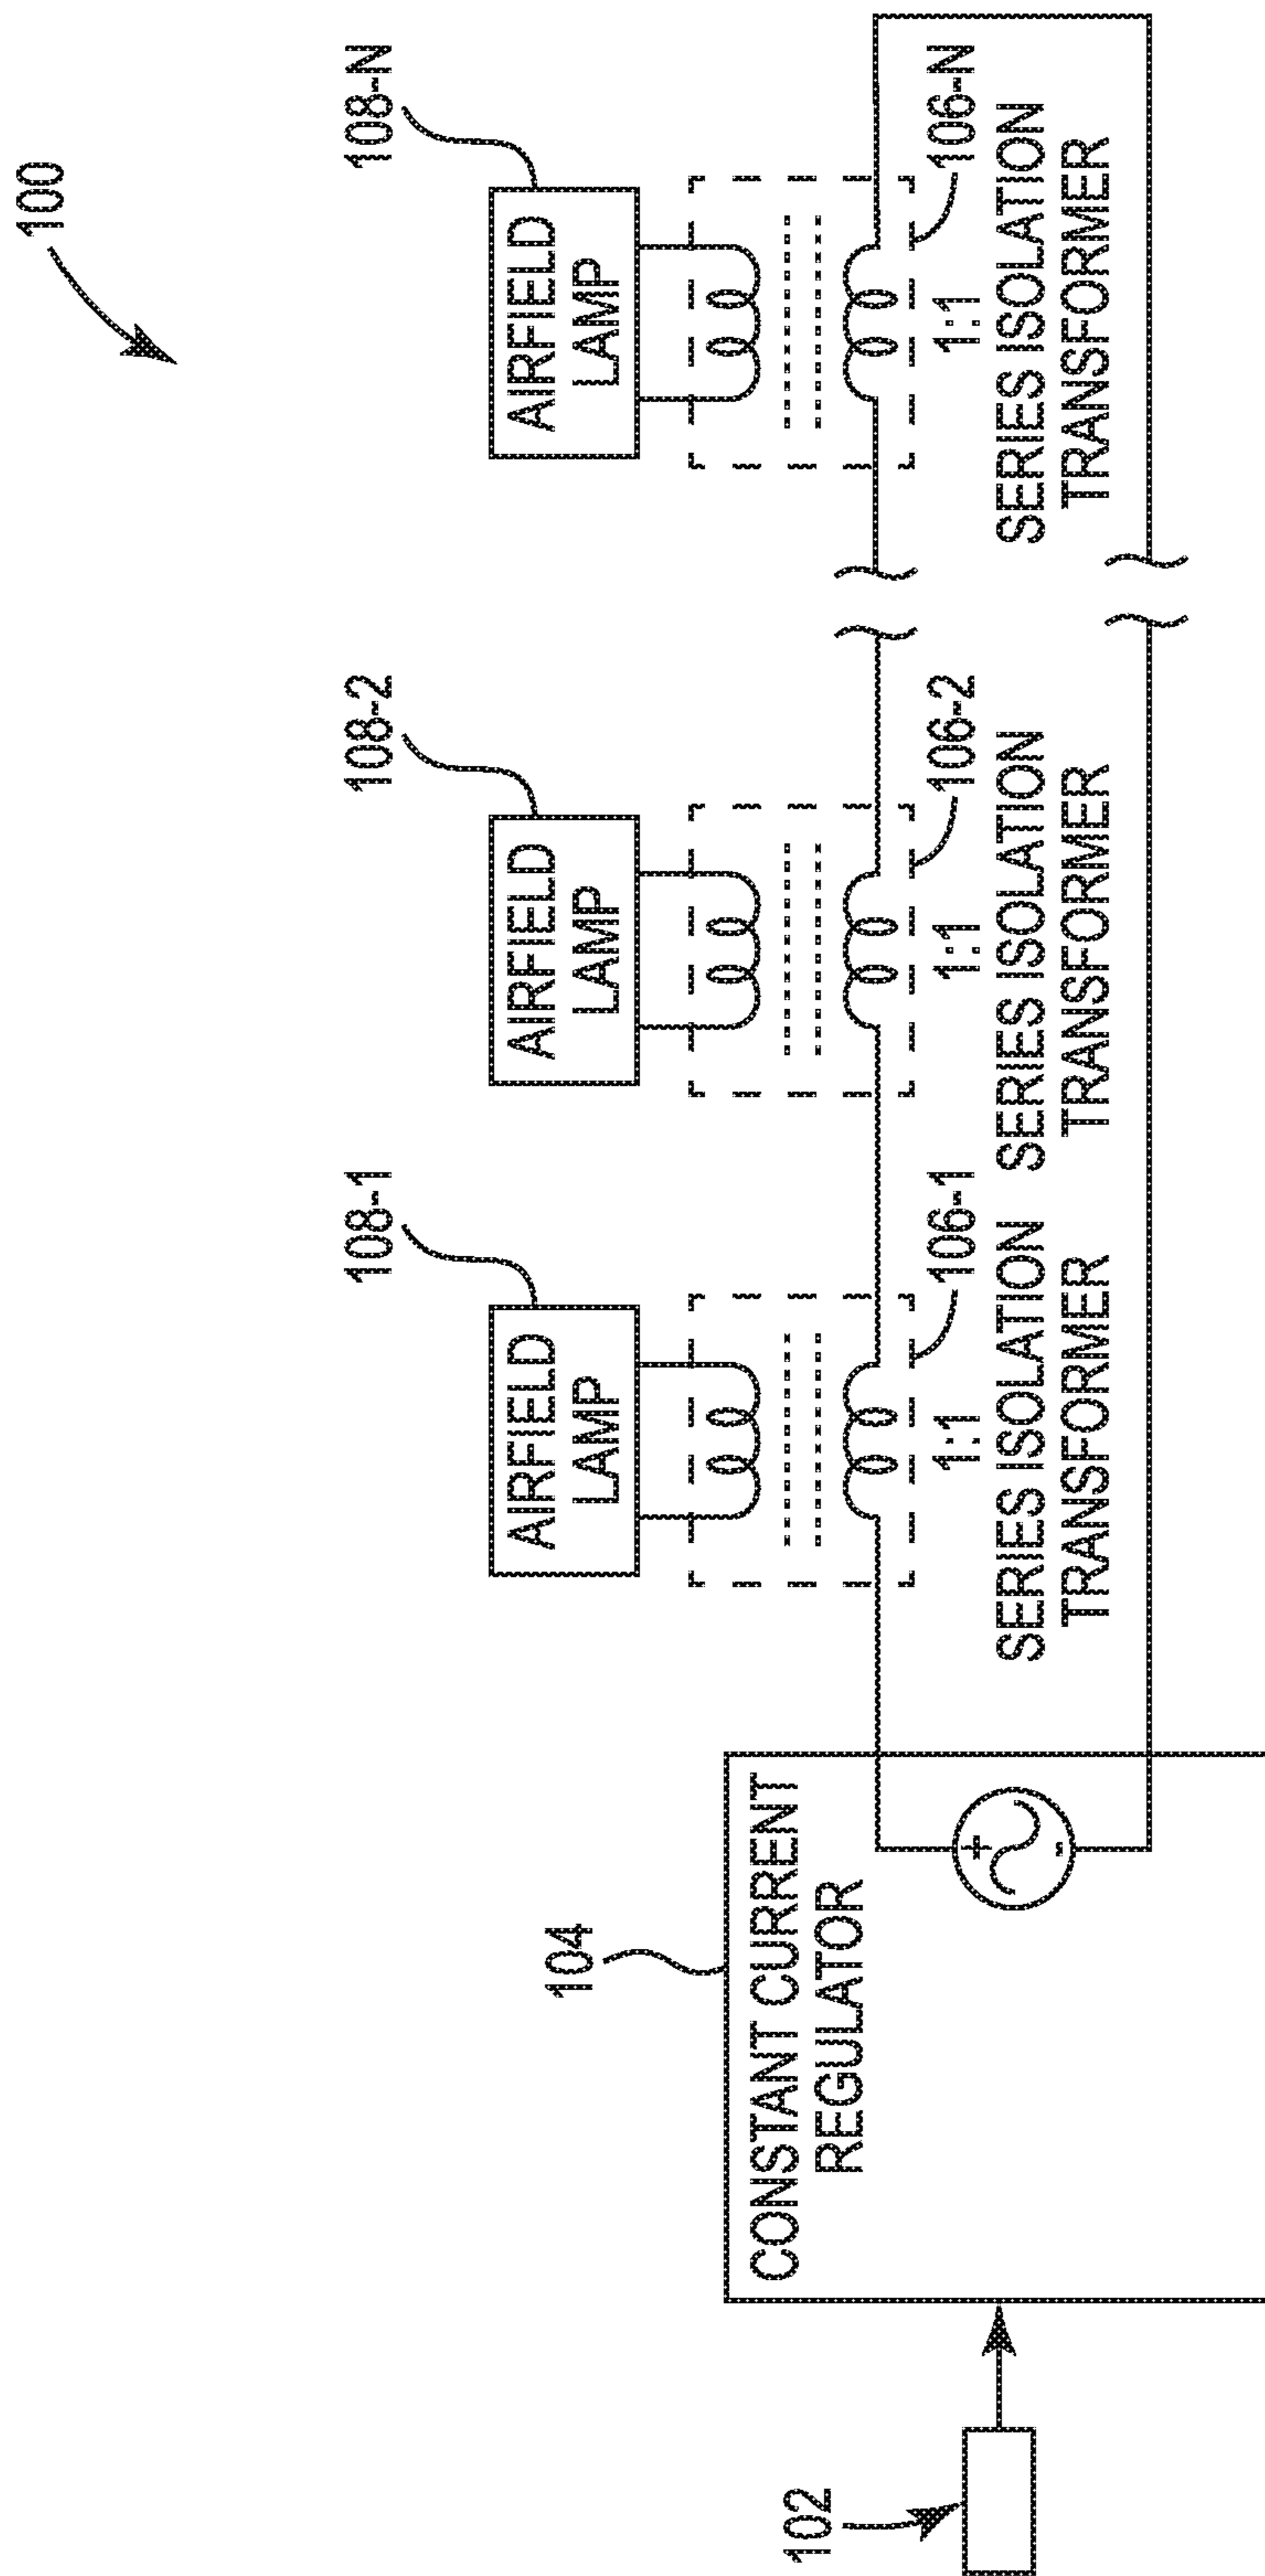 100
108-1
108-2
108-N
AIRFIELD
LAMP
AIRFIELD
LAMP
AIRFIELD
LAMP
104
CONSTANT CURRENT
REGULATOR
+
-
102
106-1
106-2
106-N
1:1
1:1
1:1
SERIES ISOLATION
TRANSFORMER
SERIES ISOLATION
TRANSFORMER
SERIES ISOLATION
TRANSFORMER